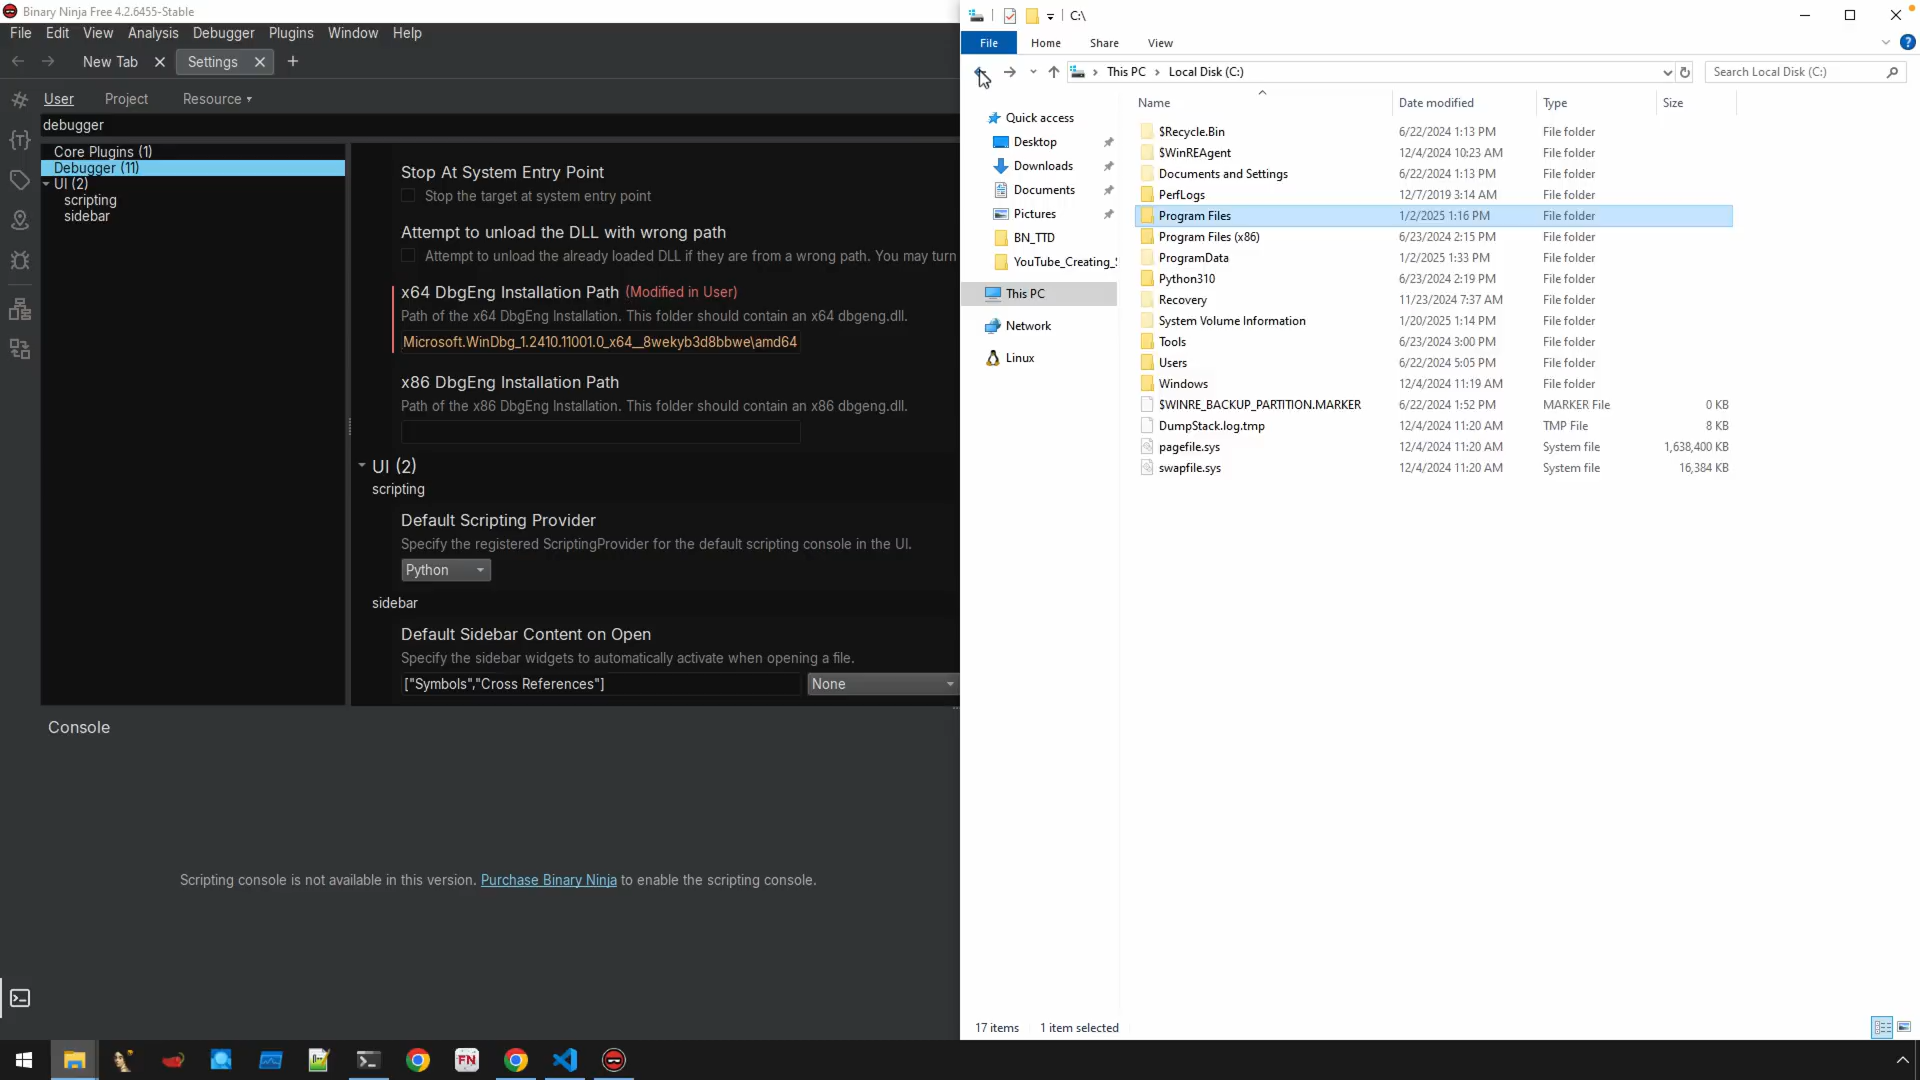 Binary Ninja Free 4.2.6455-Stable
File Edit View Analysis Debugger Plugins Window Help
New Tab
Settings
User Project Resource
debugger
Core Plugins (1)
Debugger (11)
UI (2)
scripting
sidebar
Stop At System Entry Point
Stop the target at system entry point
Attempt to unload the DLL with wrong path
Attempt to unload the already loaded DLL if they are from a wrong path. You may turn
x64 DbgEng Installation Path (Modified in User)
Path of the x64 DbgEng Installation. This folder should contain an x64 dbgeng.dll.
Microsoft.WinDbg_1.2410.11001.0_x64__8wekyb3d8bbwe\amd64
x86 DbgEng Installation Path
Path of the x86 DbgEng Installation. This folder should contain an x86 dbgeng.dll.
UI (2)
scripting
Default Scripting Provider
Specify the registered ScriptingProvider for the default scripting console in the UI.
Python
sidebar
Default Sidebar Content on Open
Specify the sidebar widgets to automatically activate when opening a file.
["Symbols","Cross References"] None
Console
Scripting console is not available in this version. Purchase Binary Ninja to enable the scripting console.
C:\
File Home Share View
This PC Local Disk (C:)
Search Local Disk (C:)
Quick access
Desktop
Downloads
Documents
Pictures
BN_TTD
YouTube_Creating_
This PC
Network
Linux
Name Date modified Type Size
$Recycle.Bin 6/22/2024 1:13 PM File folder
$WinREAgent 12/4/2024 10:23 AM File folder
Documents and Settings 6/22/2024 1:13 PM File folder
PerfLogs 12/7/2019 3:14 AM File folder
Program Files 1/2/2025 1:16 PM File folder
Program Files (x86) 6/23/2024 2:15 PM File folder
ProgramData 1/2/2025 1:33 PM File folder
Python310 6/23/2024 2:19 PM File folder
Recovery 11/23/2024 7:37 AM File folder
System Volume Information 1/20/2025 1:14 PM File folder
Tools 6/23/2024 3:00 PM File folder
Users 6/22/2024 5:05 PM File folder
Windows 12/4/2024 11:19 AM File folder
$WINRE_BACKUP_PARTITION.MARKER 6/22/2024 1:52 PM MARKER File 0 KB
DumpStack.log.tmp 12/4/2024 11:20 AM TMP File 8 KB
pagefile.sys 12/4/2024 11:20 AM System file 1,638,400 KB
swapfile.sys 12/4/2024 11:20 AM System file 16,384 KB
17 items 1 item selected
FN